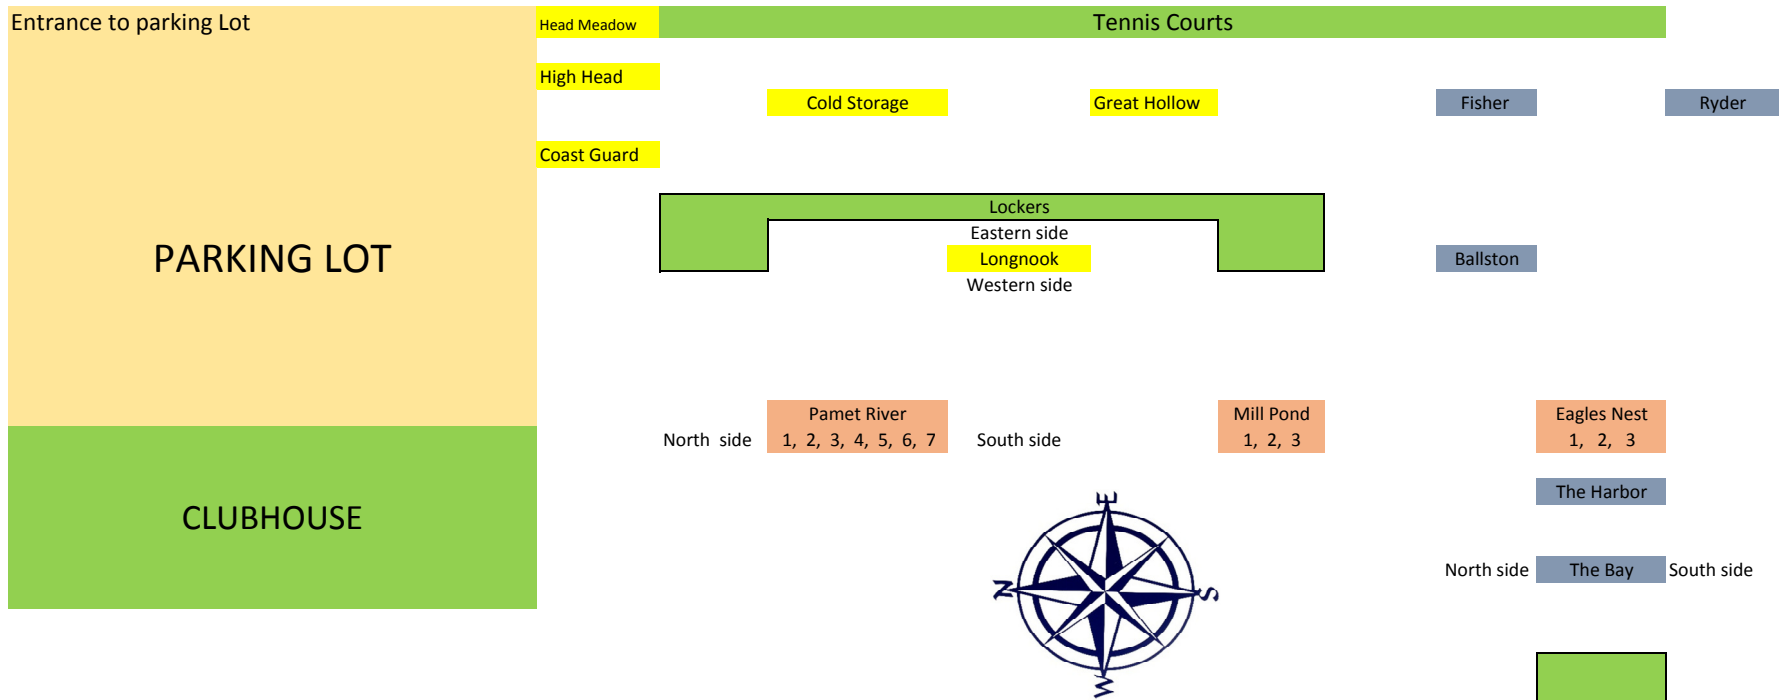 Entrance to parking Lot
Head Meadow
Tennis Courts
High Head
Cold Storage
Great Hollow
Fisher
Ryder
Coast Guard
Lockers
Eastern side
PARKING LOT
Longnook
Ballston
Western side
Pamet River
Mill Pond
Eagles Nest
North side
1, 2, 3, 4, 5, 6, 7
South side
1, 2, 3
1, 2, 3
The Harbor
CLUBHOUSE
E
N
S
W
North side
The Bay
South side